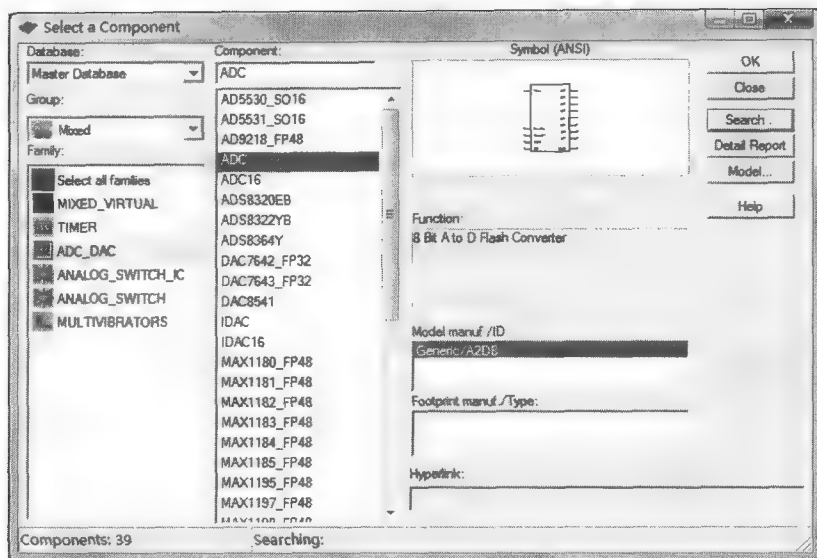 Select a Component
Database:
Master Database
Group:
Mixed
Family:
Select all families
MIXED_VIRTUAL
TIMER
ADC_DAC
ANALOG_SWITCH_IC
ANALOG_SWITCH
MULTIVIBRATORS
Component:
ADC
AD5530_SO16
AD5531_SO16
AD9218_FP48
ADC
ADC16
ADS8320EB
ADS8322YB
ADS8364Y
DAC7642_FP32
DAC7643_FP32
DAC8541
IDAC
IDAC16
MAX1180_FP48
MAX1181_FP48
MAX1182_FP48
MAX1183_FP48
MAX1184_FP48
MAX1185_FP48
MAX1195_FP48
MAX1197_FP48
Symbol (ANSI)
Function:
8 Bit A to D Flash Converter
Model manuf./ID
Generic/A2D8
Footprint manuf./Type:
Hyperlink:
OK
Close
Search .
Detail Report
Model...
Help
Components: 39
Searching: